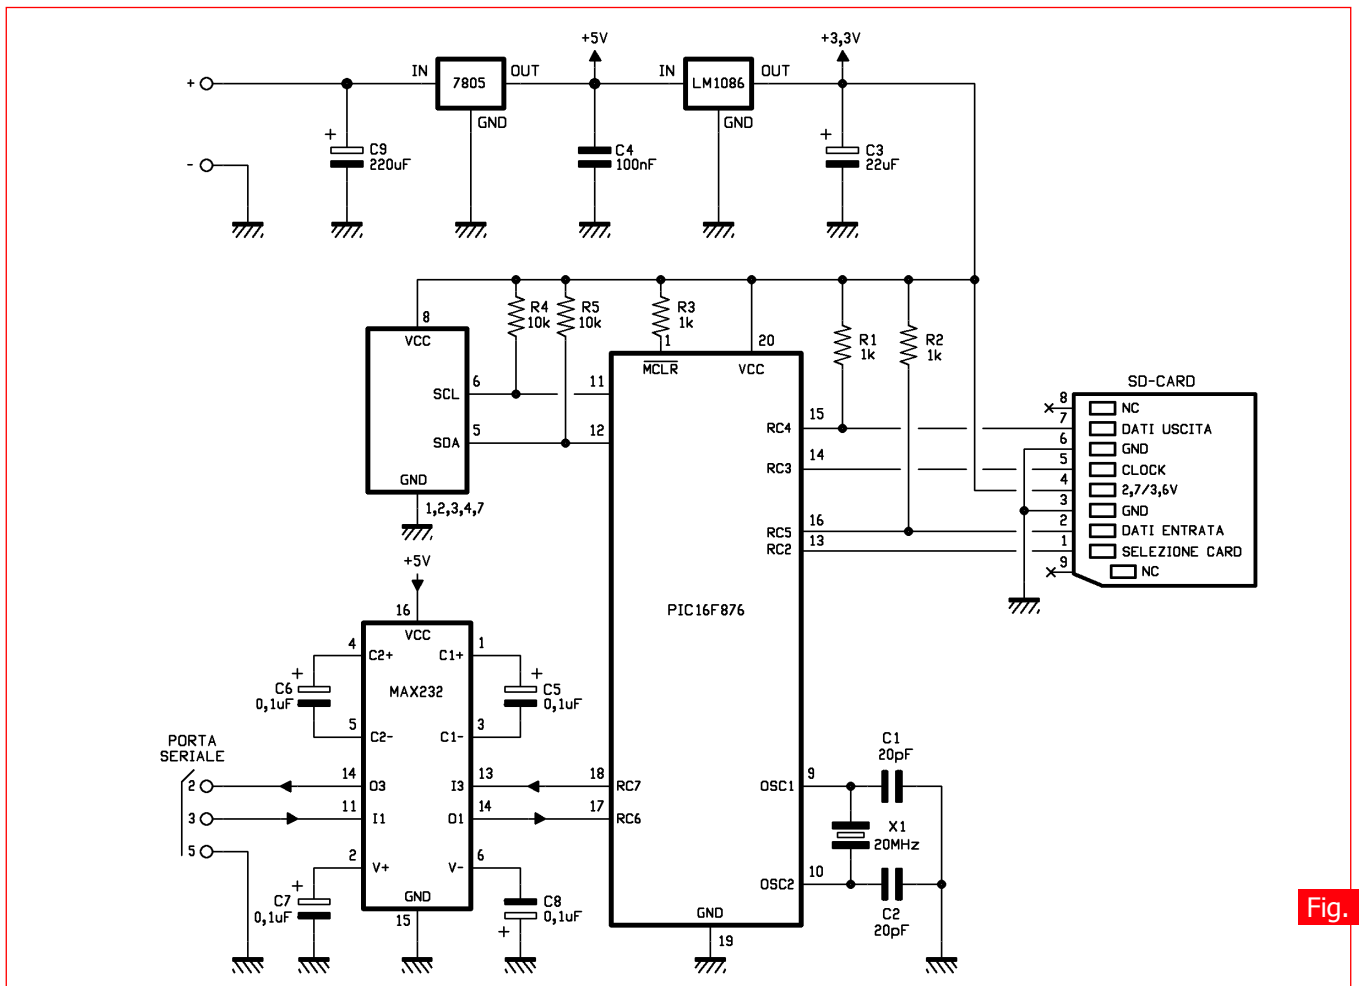 +5V
+3,3V
+
IN
7805
OUT
IN
LM1086
OUT
GND
GND
+
C9
220uF
C4
100nF
+
C3
22uF
-
8
VCC
R4
10k
R5
10k
R3
1k
1
MCLR
20
VCC
R1
1k
R2
1k
SCL
6
11
SDA
5
12
GND
1,2,3,4,7
RC4
15
RC3
14
RC5
16
RC2
13
SD-CARD
8
NC
7
DATI USCITA
6
GND
5
CLOCK
4
2,7/3,6V
3
GND
2
DATI ENTRATA
1
SELEZIONE CARD
9
NC
+5V
16
VCC
4
C2+
C1+
1
MAX232
PIC16F876
+
C6
0,1uF
+
C5
0,1uF
5
C2-
C1-
3
PORTA
SERIALE
2
14
O3
I3
13
18
RC7
3
11
I1
O1
14
17
RC6
5
2
V+
V-
6
+
C7
0,1uF
C8
0,1uF
+
GND
15
GND
19
OSC1
9
C1
20pF
X1
20MHz
OSC2
10
C2
20pF
Fig.